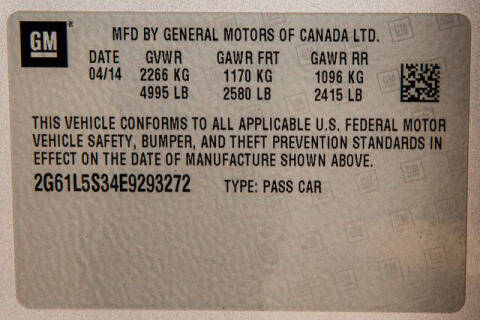 GM
MFD BY GENERAL MOTORS OF CANADA LTD.
DATE GVWR GAWR FRT GAWR RR
04/14 2266 KG 1170 KG 1096 KG
4995 LB 2580 LB 2415 LB
THIS VEHICLE CONFORMS TO ALL APPLICABLE U.S. FEDERAL MOTOR
VEHICLE SAFETY, BUMPER, AND THEFT PREVENTION STANDARDS IN
EFFECT ON THE DATE OF MANUFACTURE SHOWN ABOVE.
2G61L5S34E9293272 TYPE: PASS CAR